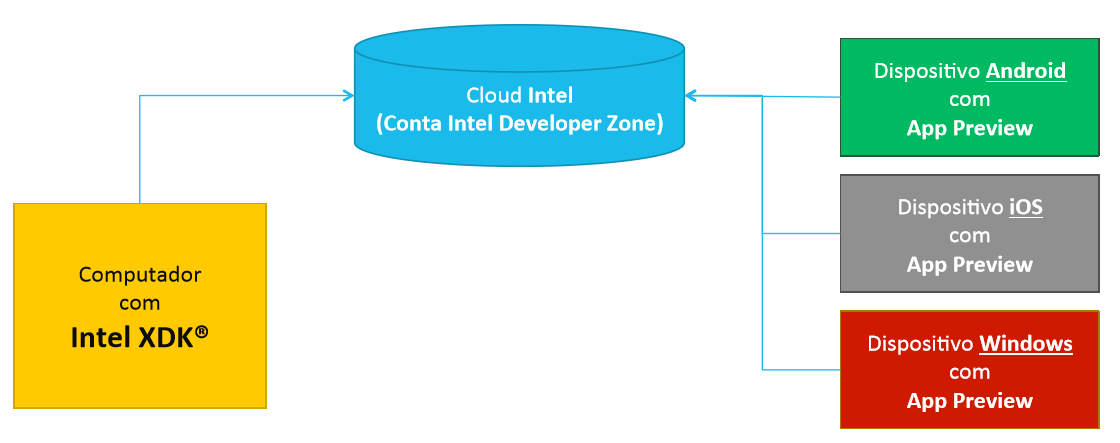 Cloud Intel
(Conta Intel Developer Zone)
Computador
com
Intel XDK®
Dispositivo Android
com
App Preview
Dispositivo iOS
com
App Preview
Dispositivo Windows
com
App Preview